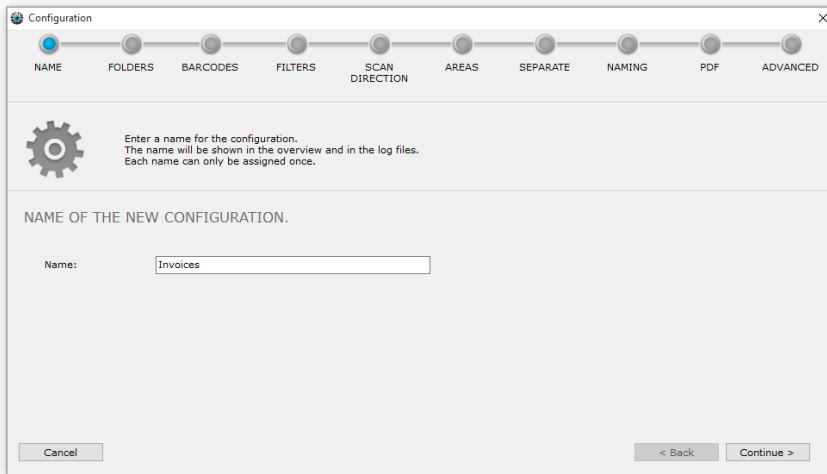 Configuration
NAME
FOLDERS
BARCODES
FILTERS
SCAN
DIRECTION
AREAS
SEPARATE
NAMING
PDF
ADVANCED
Enter a name for the configuration.
The name will be shown in the overview and in the log files.
Each name can only be assigned once.
NAME OF THE NEW CONFIGURATION.
Name:
Invoices
Cancel
< Back
Continue >